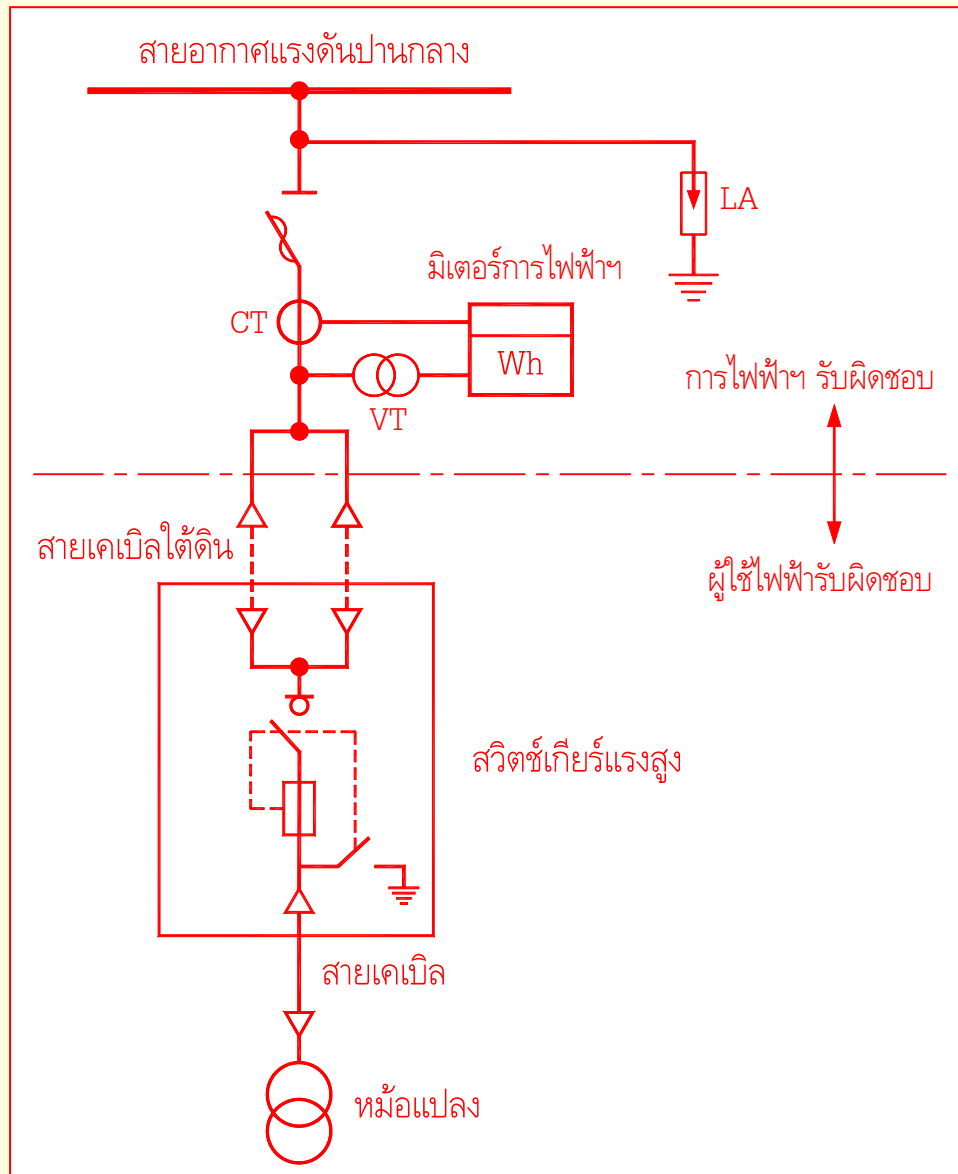 สายอากาศแรงดันปานกลาง
LA
มิเตอร์การไฟฟ้าฯ
CT
Wh
VT
การไฟฟ้าฯ รับผิดชอบ
สายเคเบิลใต้ดิน
ผู้ใช้ไฟฟ้ารับผิดชอบ
สวิตช์เกียร์แรงสูง
สายเคเบิล
หม้อแปลง